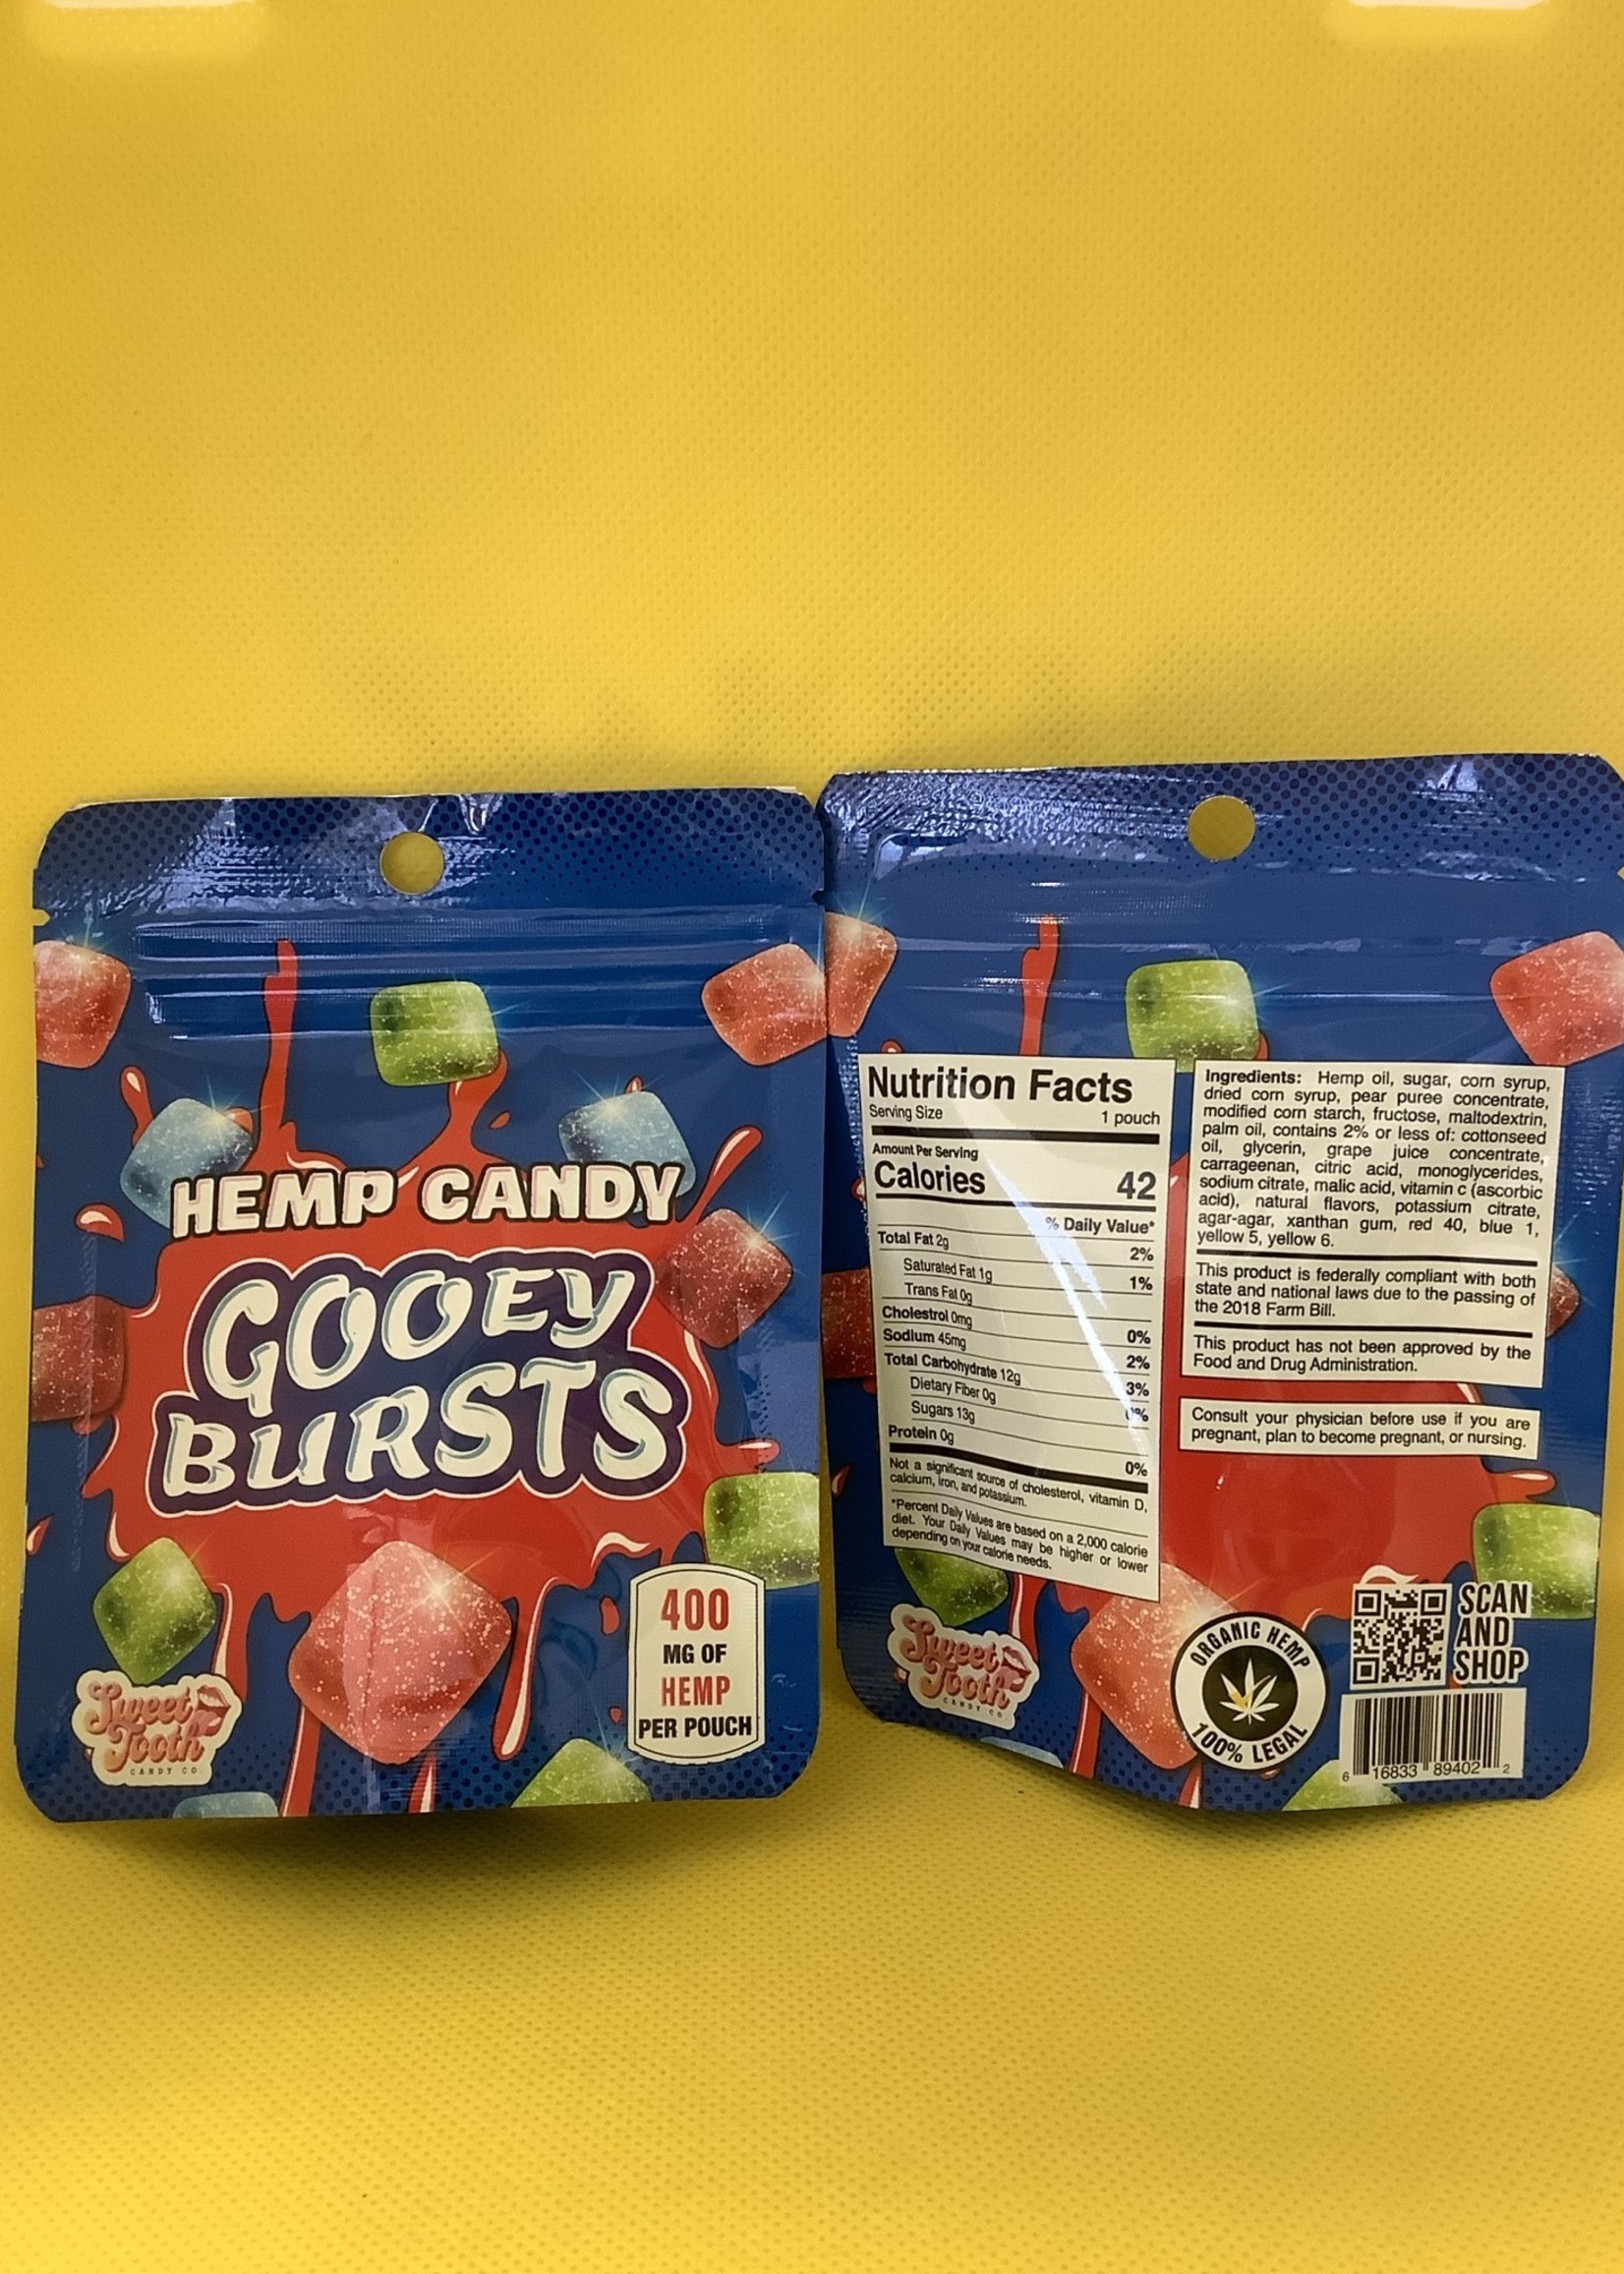 HEMP CANDY
GOOEY
BURSTS
400
MG OF
HEMP
PER POUCH
Sweet
Tooth
CANDY CO.
Nutrition Facts
Serving Size 1 pouch
Amount Per Serving
Calories 42
% Daily Value*
Total Fat 2g 2%
Saturated Fat 1g 1%
Trans Fat 0g
Cholestrol 0mg 0%
Sodium 45mg 2%
Total Carbohydrate 12g 3%
Dietary Fiber 0g 0%
Sugars 13g
Protein 0g 0%
Not a significant source of cholesterol, vitamin D,
calcium, iron, and potassium.
*Percent Daily Values are based on a 2,000 calorie
diet. Your Daily Values may be higher or lower
depending on your calorie needs.
Ingredients: Hemp oil, sugar, corn syrup,
dried corn syrup, pear puree concentrate,
modified corn starch, fructose, maltodextrin,
palm oil, contains 2% or less of: cottonseed
oil, glycerin, grape juice concentrate,
carrageenan, citric acid, monoglycerides,
sodium citrate, malic acid, vitamin c (ascorbic
acid), natural flavors, potassium citrate,
agar-agar, xanthan gum, red 40, blue 1,
yellow 5, yellow 6.
This product is federally compliant with both
state and national laws due to the passing of
the 2018 Farm Bill.
This product has not been approved by the
Food and Drug Administration.
Consult your physician before use if you are
pregnant, plan to become pregnant, or nursing.
Sweet
Tooth
CANDY CO
ORGANIC HEMP
100% LEGAL
SCAN
AND
SHOP
6 16833 89402 2